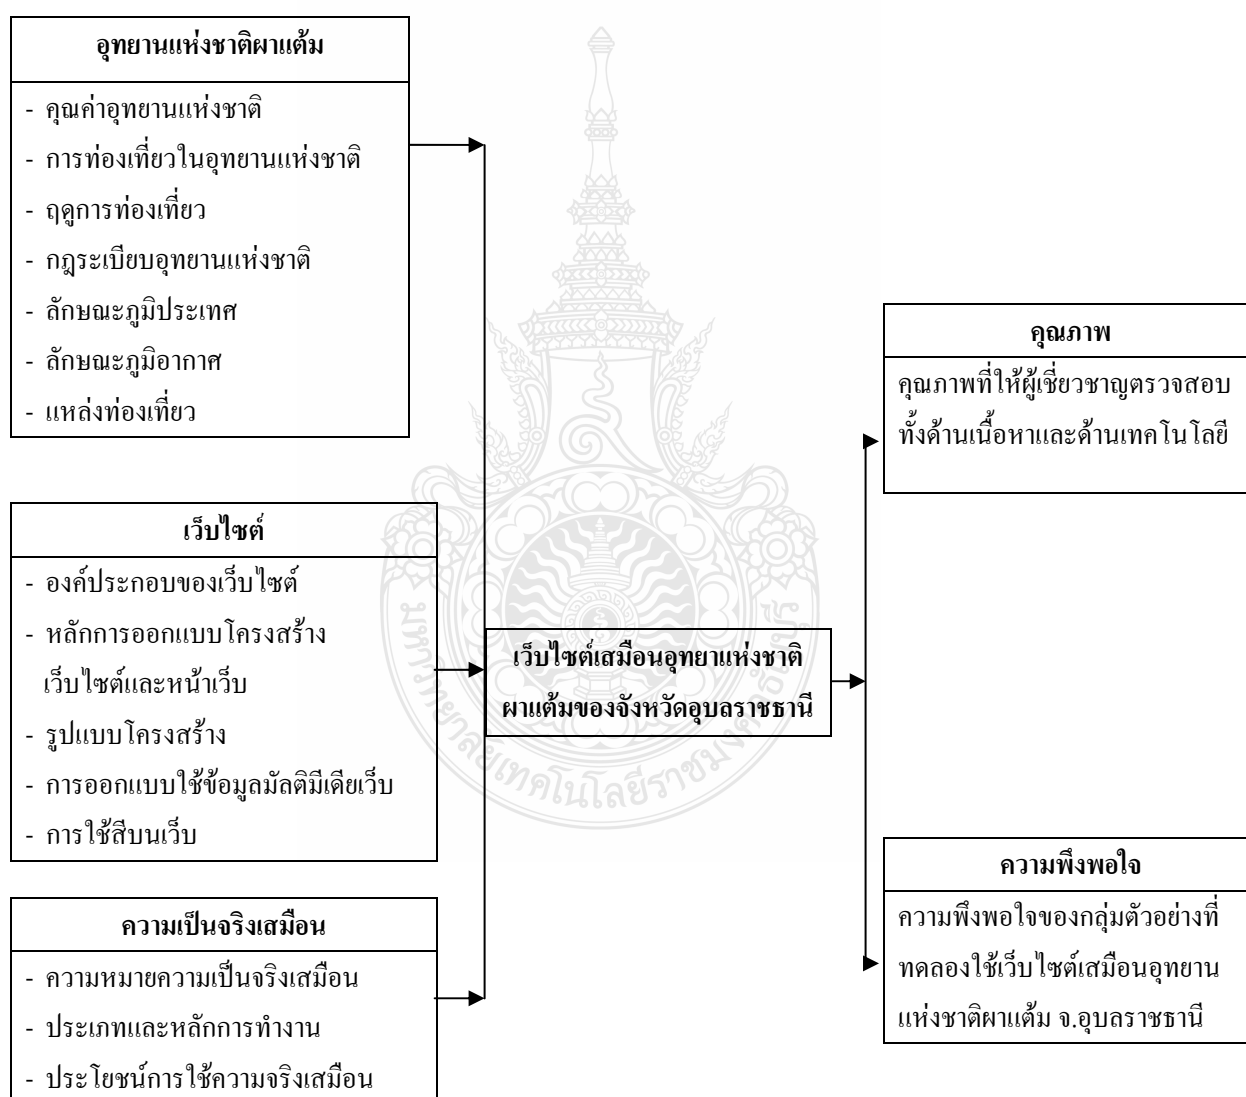 อุทยานแห่งชาติผาแต้ม
- คุณค่าอุทยานแห่งชาติ
- การท่องเที่ยวในอุทยานแห่งชาติ
- ฤดูการท่องเที่ยว
- กฎระเบียบอุทยานแห่งชาติ
- ลักษณะภูมิประเทศ
- ลักษณะภูมิอากาศ
- แหล่งท่องเที่ยว
เว็บไซต์
- องค์ประกอบของเว็บไซต์
- หลักการออกแบบโครงสร้าง
เว็บไซต์และหน้าเว็บ
- รูปแบบโครงสร้าง
- การออกแบบใช้ข้อมูลมัลติมีเดียเว็บ
- การใช้สีบนเว็บ
ความเป็นจริงเสมือน
- ความหมายความเป็นจริงเสมือน
- ประเภทและหลักการทำงาน
- ประโยชน์การใช้ความจริงเสมือน
เว็บไซต์เสมือนอุทยาแห่งชาติ
ผาแต้มของจังหวัดอุบลราชธานี
คุณภาพ
คุณภาพที่ให้ผู้เชี่ยวชาญตรวจสอบ
ทั้งด้านเนื้อหาและด้านเทคโนโลยี
ความพึงพอใจ
ความพึงพอใจของกลุ่มตัวอย่างที่
ทดลองใช้เว็บไซต์เสมือนอุทยาน
แห่งชาติผาแต้ม จ.อุบลราชธานี